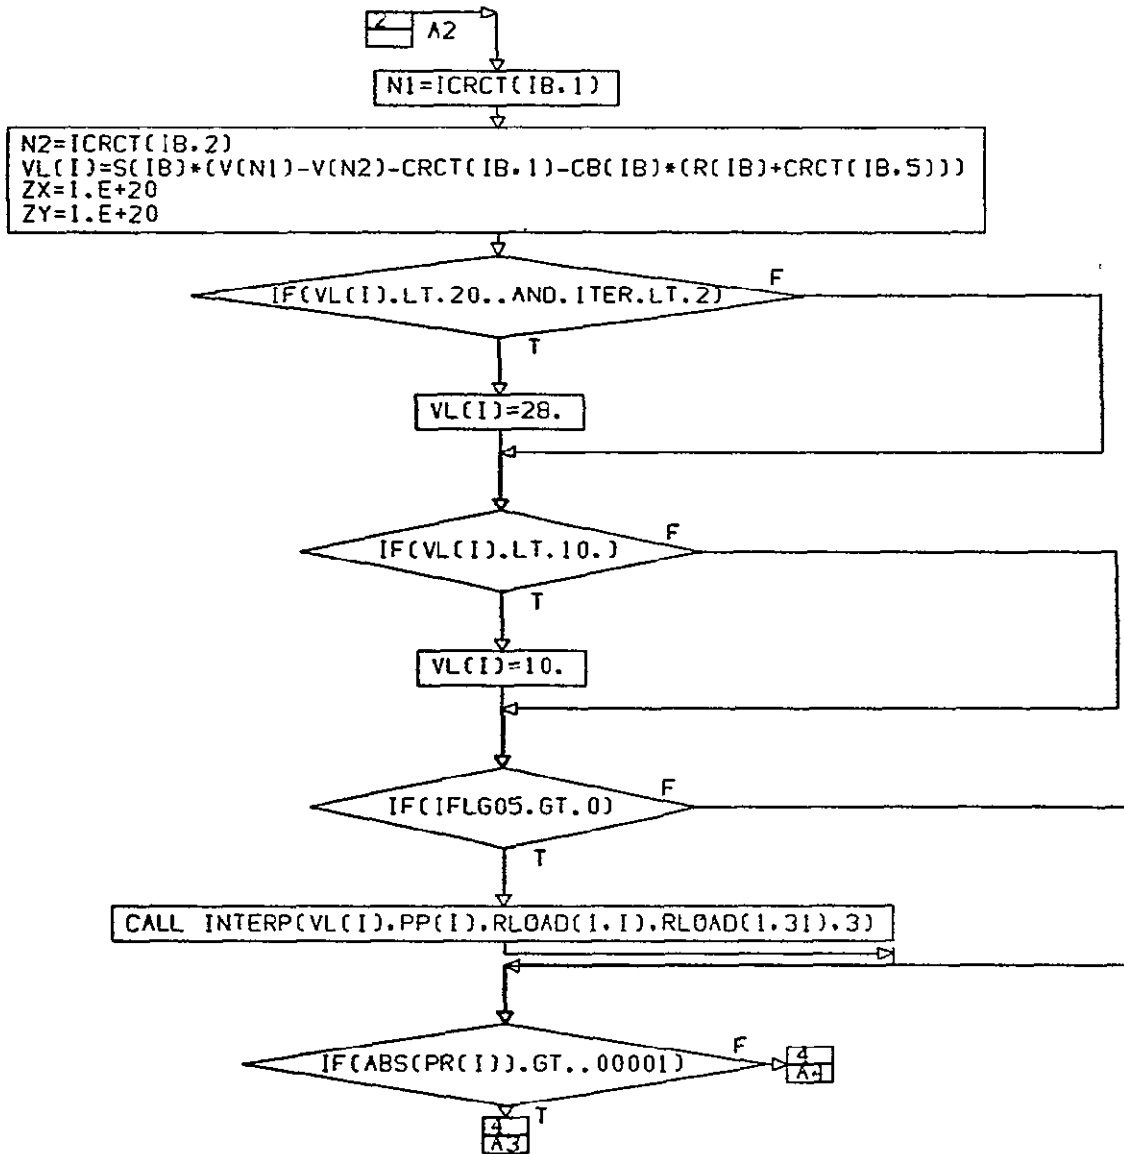 2 A2
N1=ICRCT(IB.1)
N2=ICRCT(IB.2)
VL(I)=S(IB)*(V(N1)-V(N2)-CRCT(IB.1)-CB(IB)*(R(IB)+CRCT(IB.5)))
ZX=1.E+20
ZY=1.E+20
IF(VL(I).LT.20..AND.ITER.LT.2)
F
T
VL(I)=28.
IF(VL(I).LT.10.)
F
T
VL(I)=10.
IF(IFLG05.GT.0)
F
T
CALL INTERP(VL(I).PP(I).RLOAD(1.I).RLOAD(1.31).3)
IF(ABS(PR(I)).GT..00001)
F
4
T
4
A3